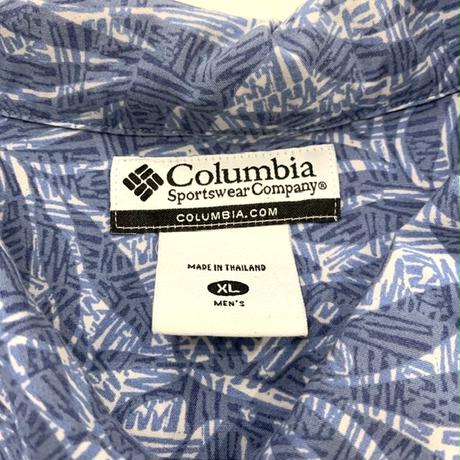 Columbia
Sportswear Company®
COLUMBIA.COM
MADE IN THAILAND
XL
MEN'S